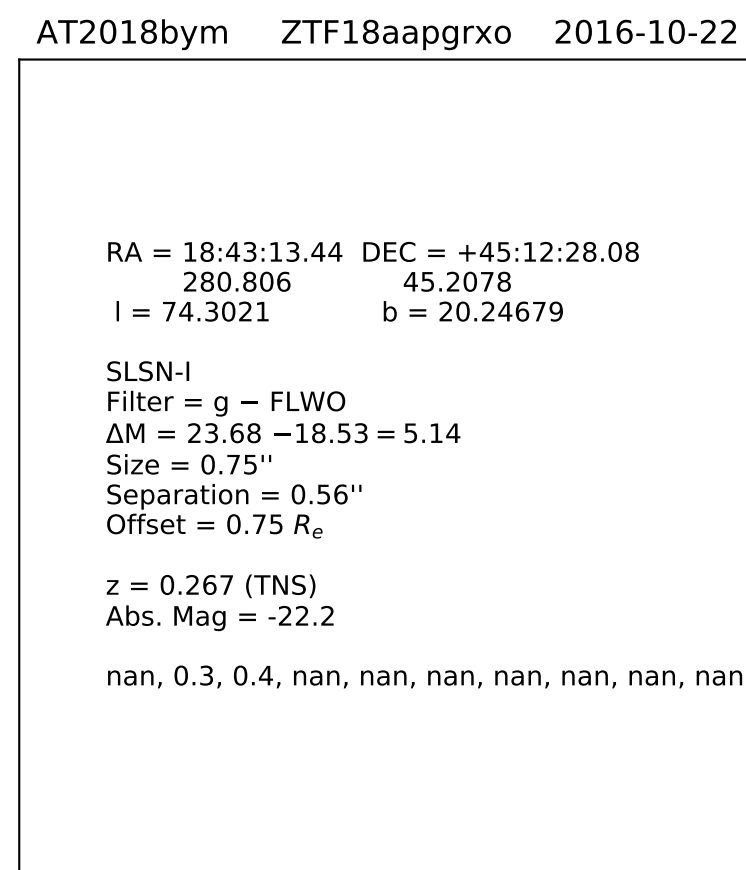 AT2018bym ZTF18aapgrxo 2016-10-22
RA = 18:43:13.44 DEC = +45:12:28.08
280.806 45.2078
l = 74.3021 b = 20.24679
SLSN-I
Filter = g − FLWO
ΔM = 23.68 −18.53 = 5.14
Size = 0.75''
Separation = 0.56''
Offset = 0.75 Re
z = 0.267 (TNS)
Abs. Mag = -22.2
nan, 0.3, 0.4, nan, nan, nan, nan, nan, nan, nan